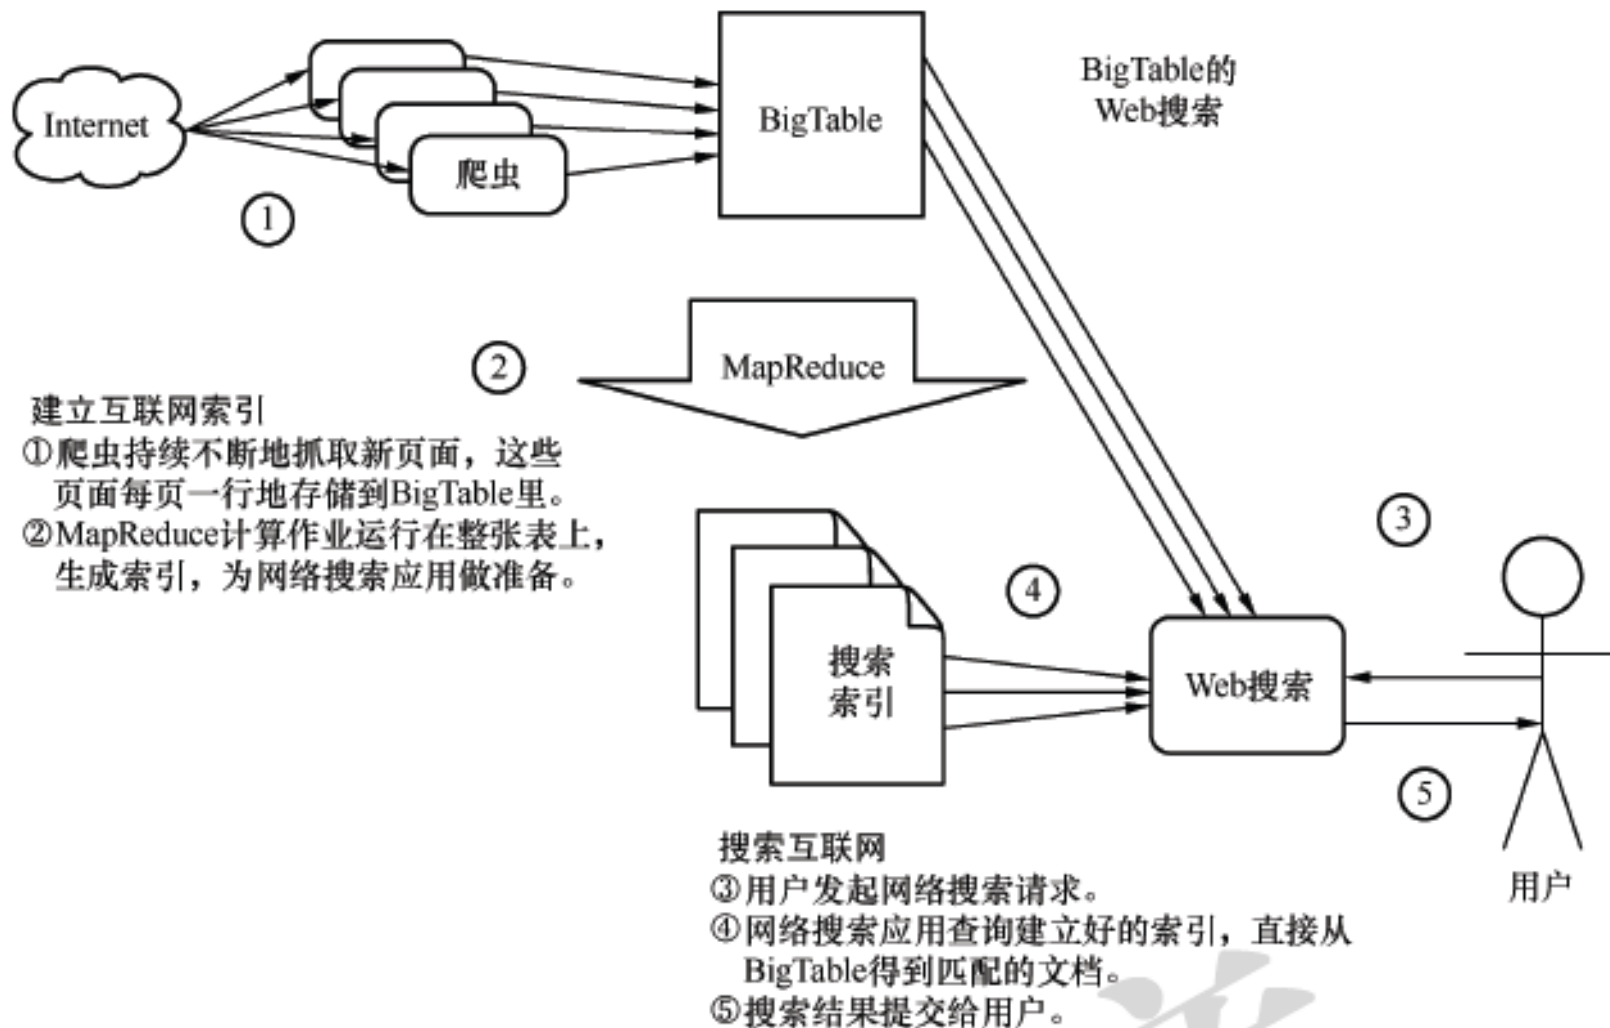 Internet
爬虫
①
BigTable
BigTable的
Web搜索
②
MapReduce
建立互联网索引
①爬虫持续不断地抓取新页面，这些
页面每页一行地存储到BigTable里。
②MapReduce计算作业运行在整张表上，
生成索引，为网络搜索应用做准备。
搜索
索引
④
Web搜索
③
⑤
用户
搜索互联网
③用户发起网络搜索请求。
④网络搜索应用查询建立好的索引，直接从
BigTable得到匹配的文档。
⑤搜索结果提交给用户。